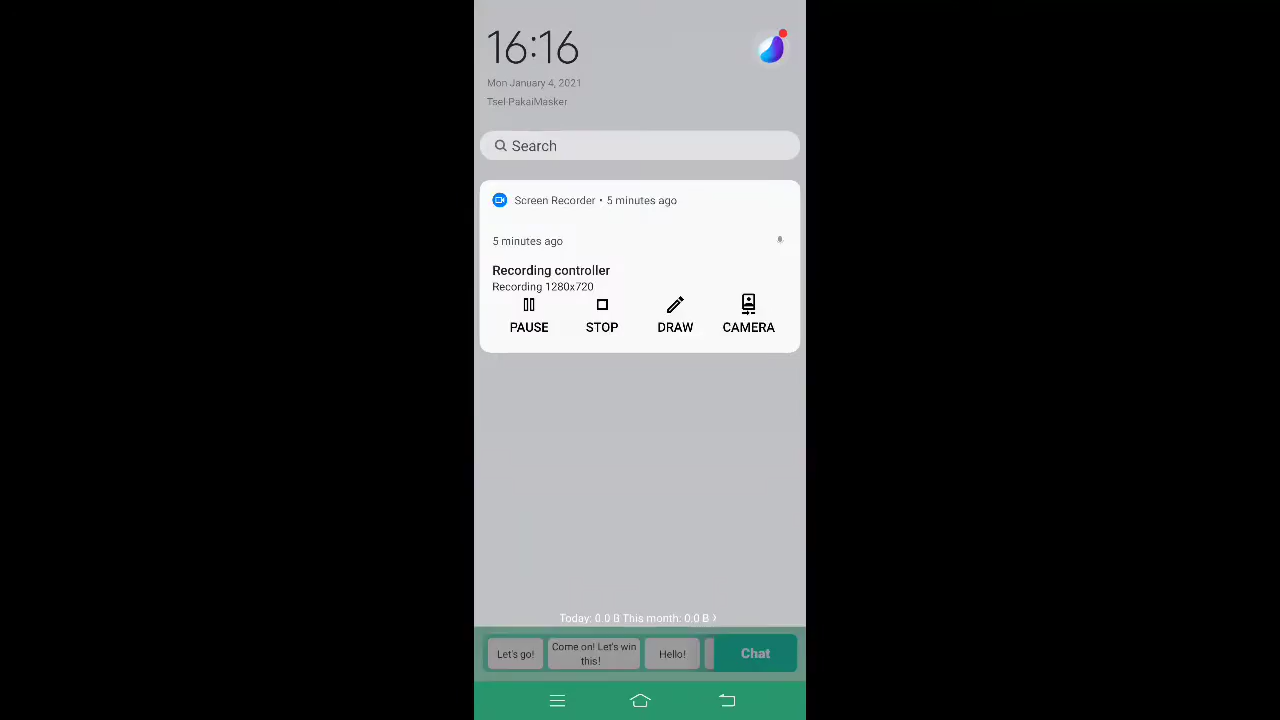 16:16
Mon January 4, 2021
Tsel-PakaiMasker
Search
Screen Recorder • 5 minutes ago
5 minutes ago
Recording controller
Recording 1280x720
PAUSE STOP DRAW CAMERA
Today: 0.0 B This month: 0.0 B ›
Let's go!
Come on! Let's win
this!
Hello!
Chat